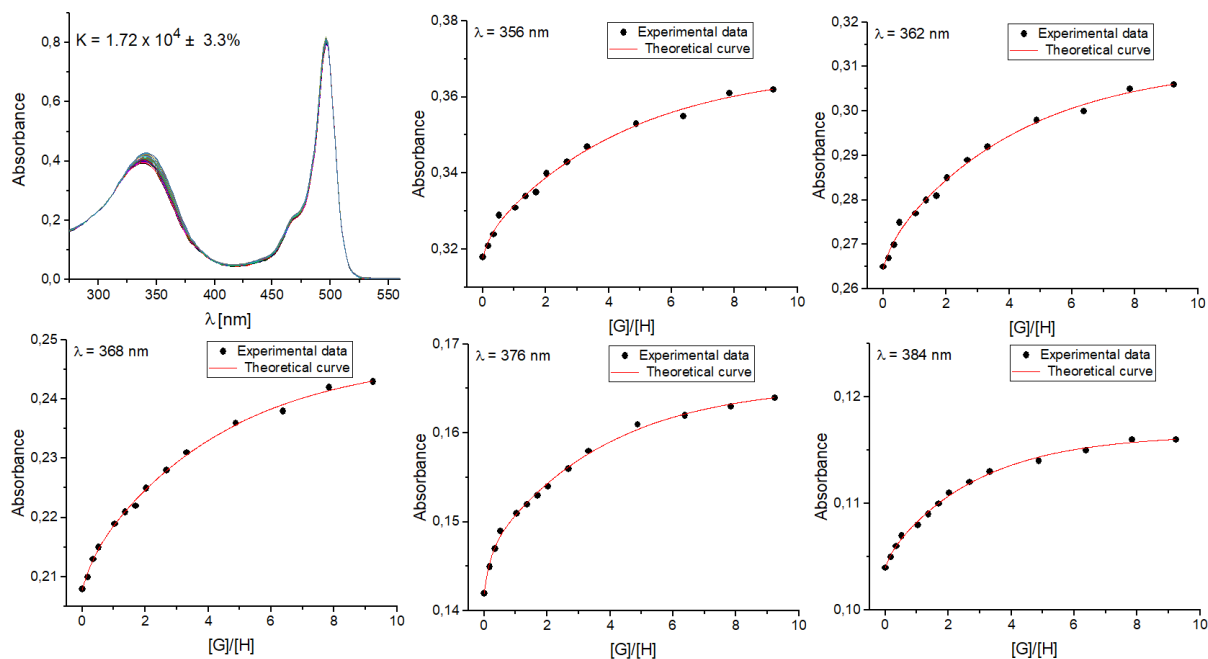 K = 1.72 x 10⁴ ± 3.3%
Absorbance
0,8
0,6
0,4
0,2
0,0
300
350
400
450
500
550
λ [nm]
λ = 356 nm
Experimental data
Theoretical curve
Absorbance
0,38
0,36
0,34
0,32
0
2
4
6
8
10
[G]/[H]
λ = 362 nm
Experimental data
Theoretical curve
Absorbance
0,32
0,31
0,30
0,29
0,28
0,27
0,26
0
2
4
6
8
10
[G]/[H]
λ = 368 nm
Experimental data
Theoretical curve
Absorbance
0,25
0,24
0,23
0,22
0,21
0
2
4
6
8
10
[G]/[H]
λ = 376 nm
Experimental data
Theoretical curve
Absorbance
0,17
0,16
0,15
0,14
0
2
4
6
8
10
[G]/[H]
λ = 384 nm
Experimental data
Theoretical curve
Absorbance
0,12
0,11
0,10
0
2
4
6
8
10
[G]/[H]